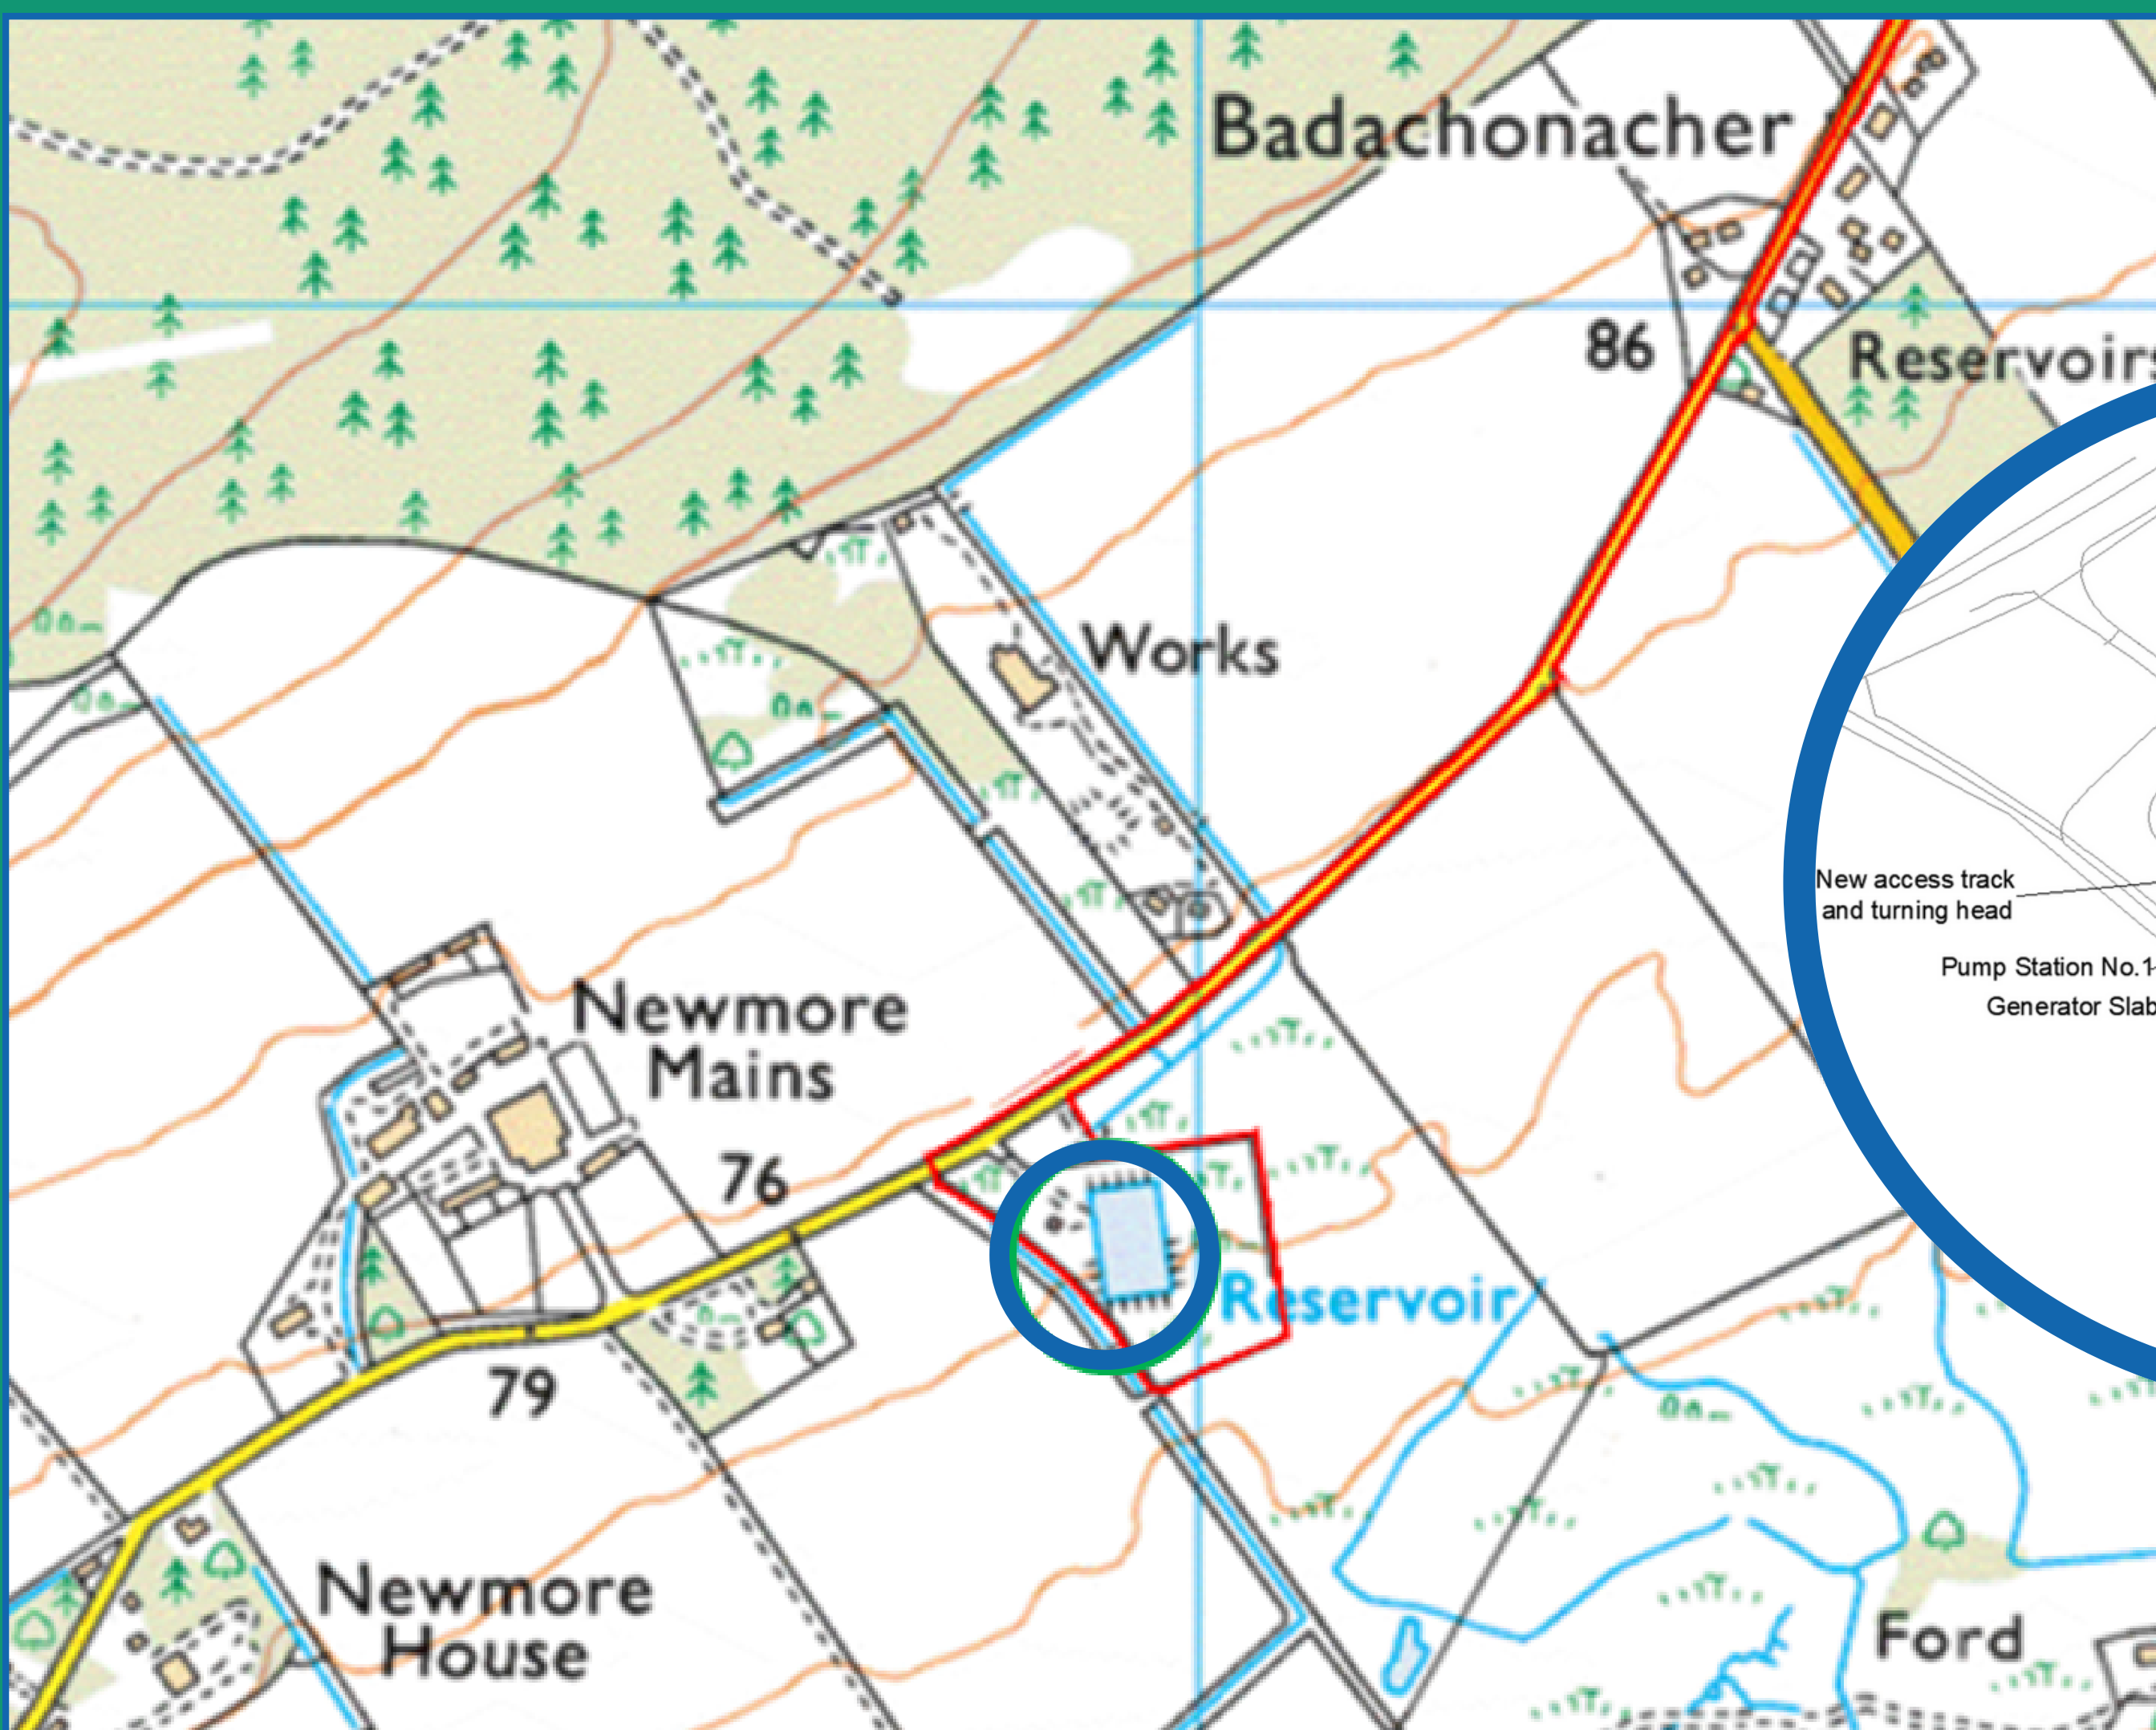 Badachonacher
86
Reservoirs
Works
New access track
and turning head
Pump Station No.1
Generator Slab
Newmore
Mains
76
Reservoir
79
Newmore
House
Ford